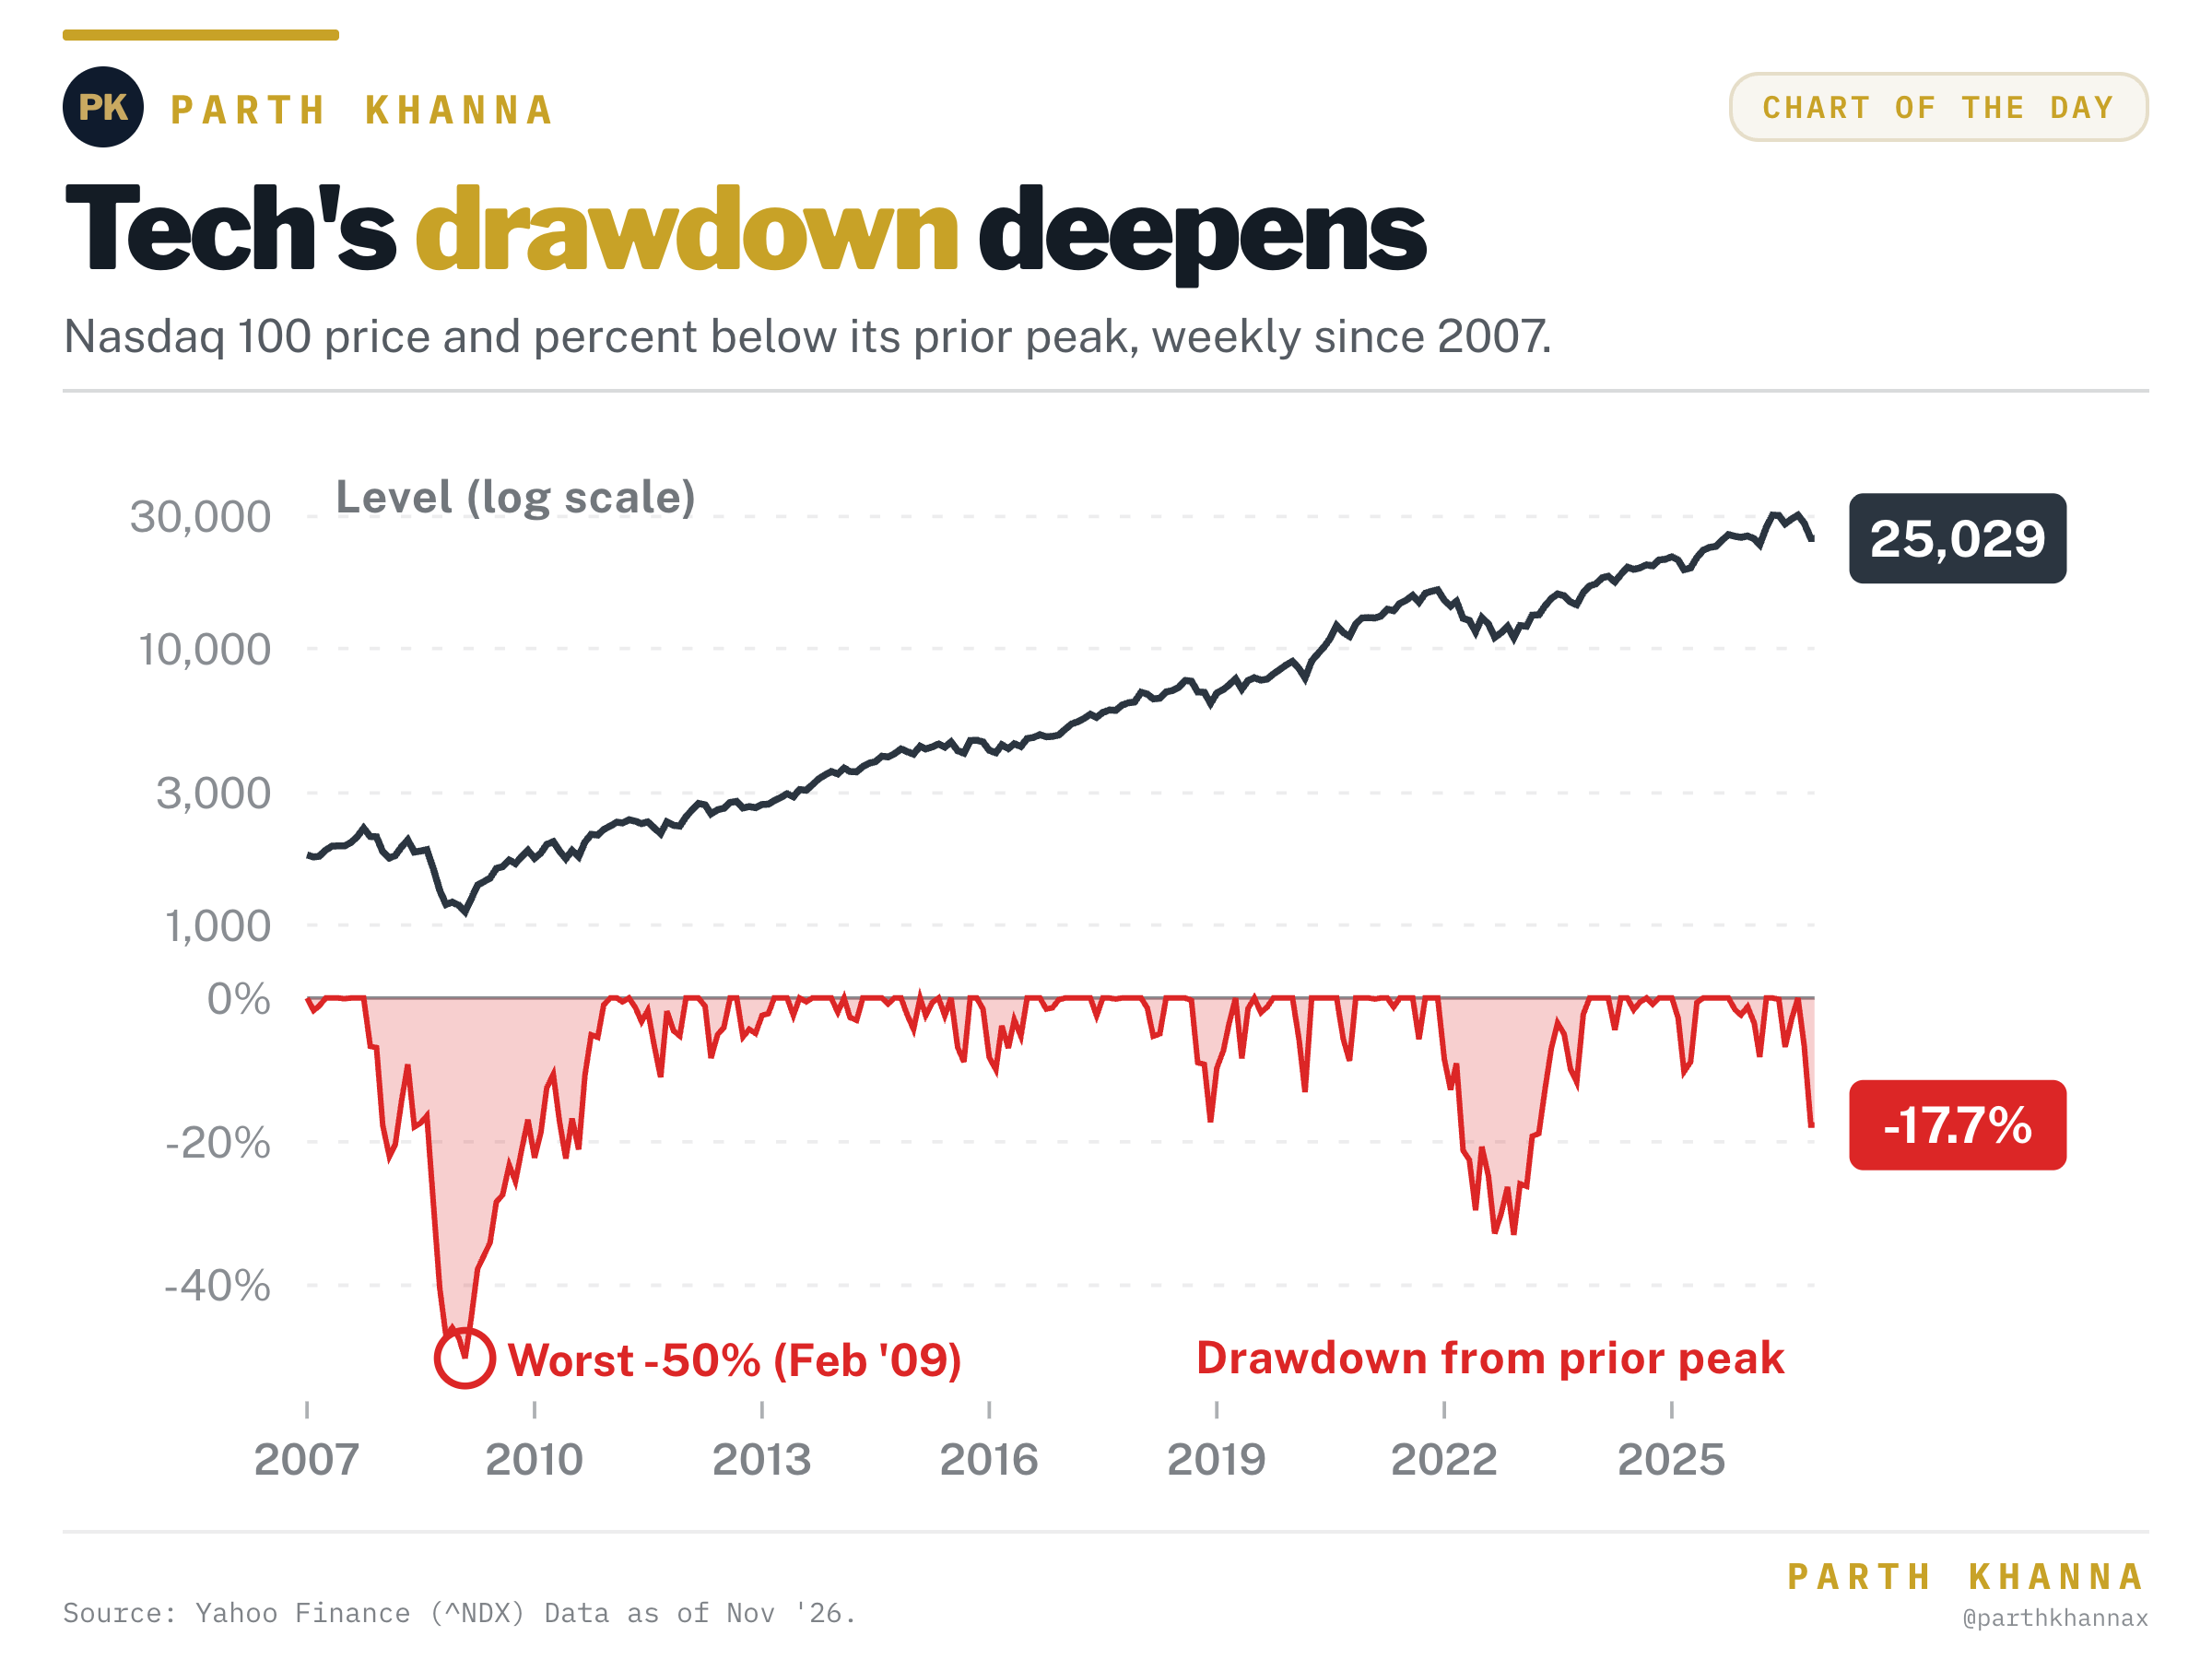 PK PARTH KHANNA
CHART OF THE DAY
Tech's drawdown deepens
Nasdaq 100 price and percent below its prior peak, weekly since 2007.
Level (log scale)
30,000
10,000
3,000
1,000
25,029
0%
-20%
-40%
-17.7%
Worst -50% (Feb '09)
Drawdown from prior peak
2007 2010 2013 2016 2019 2022 2025
Source: Yahoo Finance (^NDX) Data as of Nov '26.
PARTH KHANNA
@parthkhannax